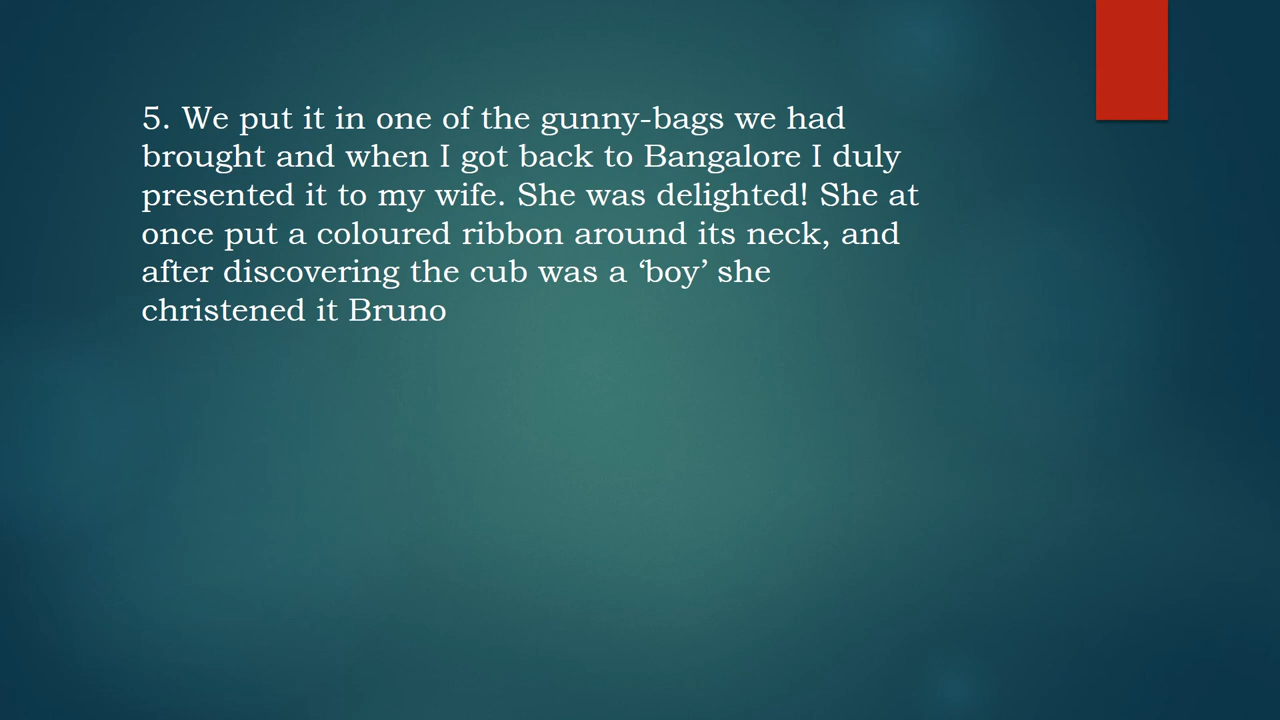 5. We put it in one of the gunny-bags we had
brought and when I got back to Bangalore I duly
presented it to my wife. She was delighted! She at
once put a coloured ribbon around its neck, and
after discovering the cub was a ‘boy’ she
christened it Bruno